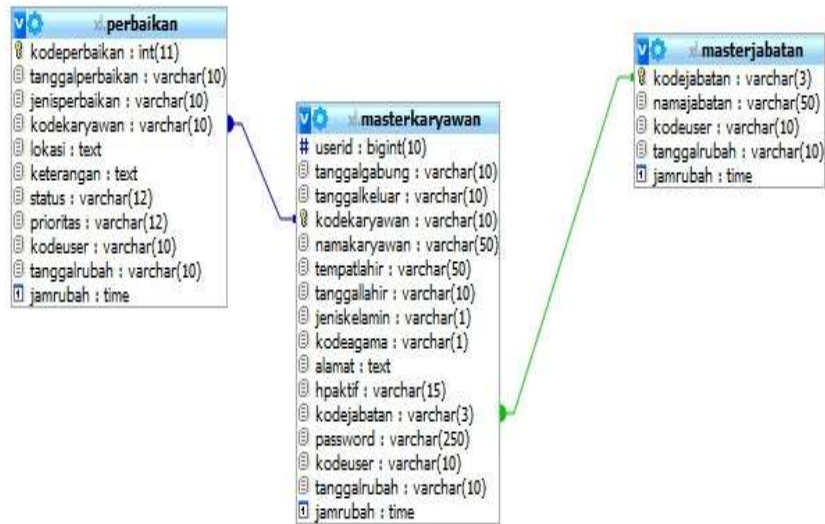 xl.perbaikan
kodeperbaikan : int(11)
tanggalperbaikan : varchar(10)
jenisperbaikan : varchar(10)
kodekaryawan : varchar(10)
lokasi : text
keterangan : text
status : varchar(12)
prioritas : varchar(12)
kodeuser : varchar(10)
tanggalrubah : varchar(10)
jamrubah : time
xl.masterkaryawan
userid : bigint(10)
tanggalgabung : varchar(10)
tanggalkeluar : varchar(10)
kodekaryawan : varchar(10)
namakaryawan : varchar(50)
tempatlahir : varchar(50)
tanggallahir : varchar(10)
jeniskelamin : varchar(1)
kodeagama : varchar(1)
alamat : text
hpaktif : varchar(15)
kodejabatan : varchar(3)
password : varchar(250)
kodeuser : varchar(10)
tanggalrubah : varchar(10)
jamrubah : time
xl.masterjabatan
kodejabatan : varchar(3)
namajabatan : varchar(50)
kodeuser : varchar(10)
tanggalrubah : varchar(10)
jamrubah : time